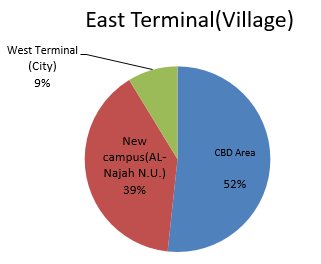 East Terminal(Village)
West Terminal
(City)
9%
New
campus(AL-
Najah N.U.)
39%
CBD Area
52%